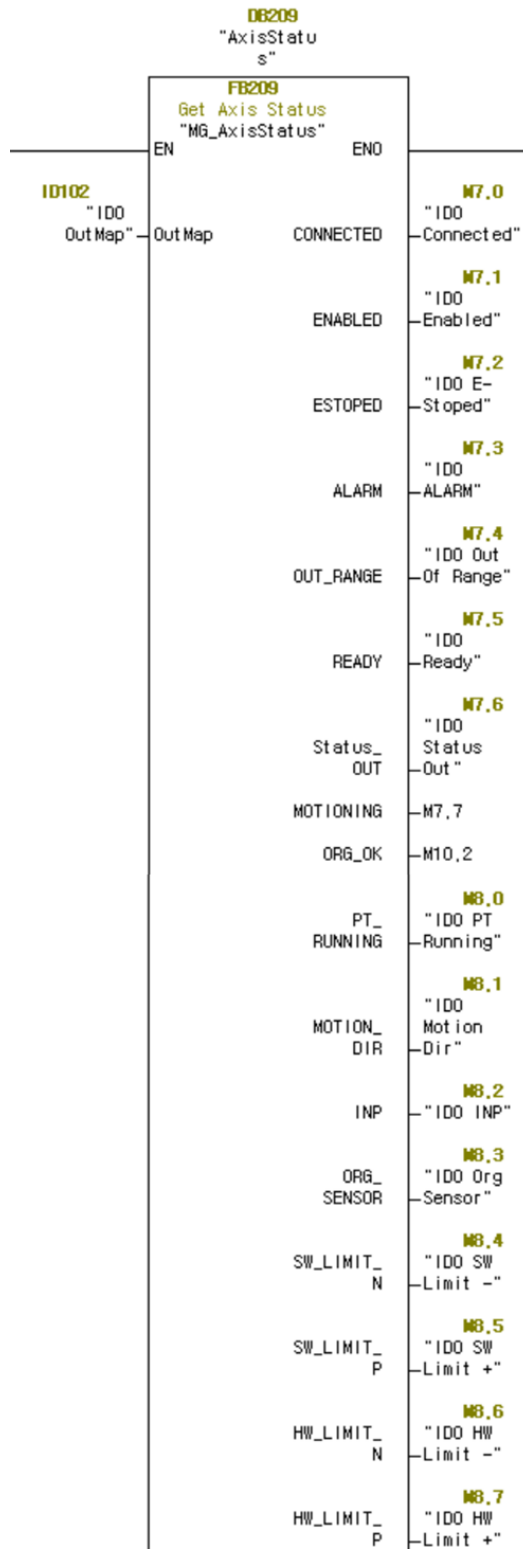 DB209
"AxisStatu
s"
FB209
Get Axis Status
"MG_AxisStatus"
EN ENO
ID102
"ID0
OutMap" OutMap
M7.0
"ID0
CONNECTED Connected"
M7.1
"ID0
ENABLED Enabled"
M7.2
"ID0 E-
ESTOPED Stoped"
M7.3
"ID0
ALARM ALARM"
M7.4
"ID0 Out
OUT_RANGE Of Range"
M7.5
"ID0
READY Ready"
M7.6
"ID0
Status_ Status
OUT Out"
MOTIONING M7.7
ORG_OK M10.2
M8.0
PT_ "ID0 PT
RUNNING Running"
M8.1
"ID0
MOTION_ Motion
DIR Dir"
M8.2
INP "ID0 INP"
M8.3
ORG_ "ID0 Org
SENSOR Sensor"
M8.4
SW_LIMIT_ "ID0 SW
N Limit -"
M8.5
SW_LIMIT_ "ID0 SW
P Limit +"
M8.6
HW_LIMIT_ "ID0 HW
N Limit -"
M8.7
HW_LIMIT_ "ID0 HW
P Limit +"